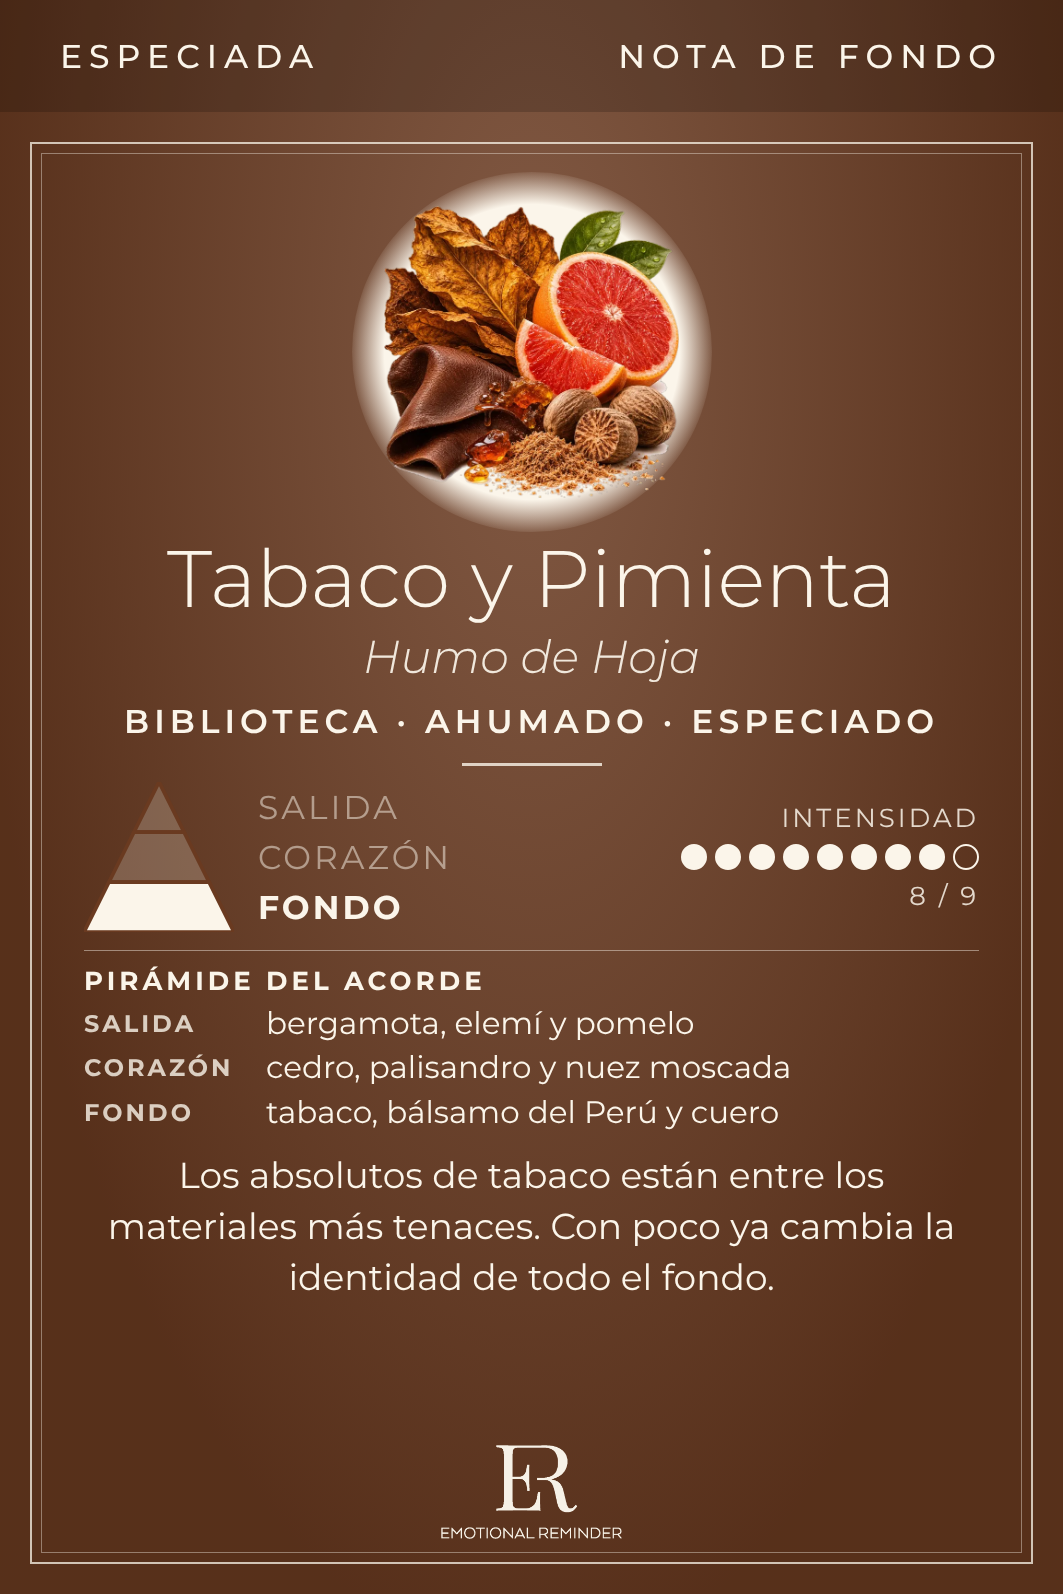 ESPECIADA
NOTA DE FONDO
Tabaco y Pimienta
Humo de Hoja
BIBLIOTECA · AHUMADO · ESPECIADO
SALIDA
CORAZÓN
FONDO
INTENSIDAD
8 / 9
PIRÁMIDE DEL ACORDE
SALIDA bergamota, elemí y pomelo
CORAZÓN cedro, palisandro y nuez moscada
FONDO tabaco, bálsamo del Perú y cuero
Los absolutos de tabaco están entre los
materiales más tenaces. Con poco ya cambia la
identidad de todo el fondo.
ER
EMOTIONAL REMINDER